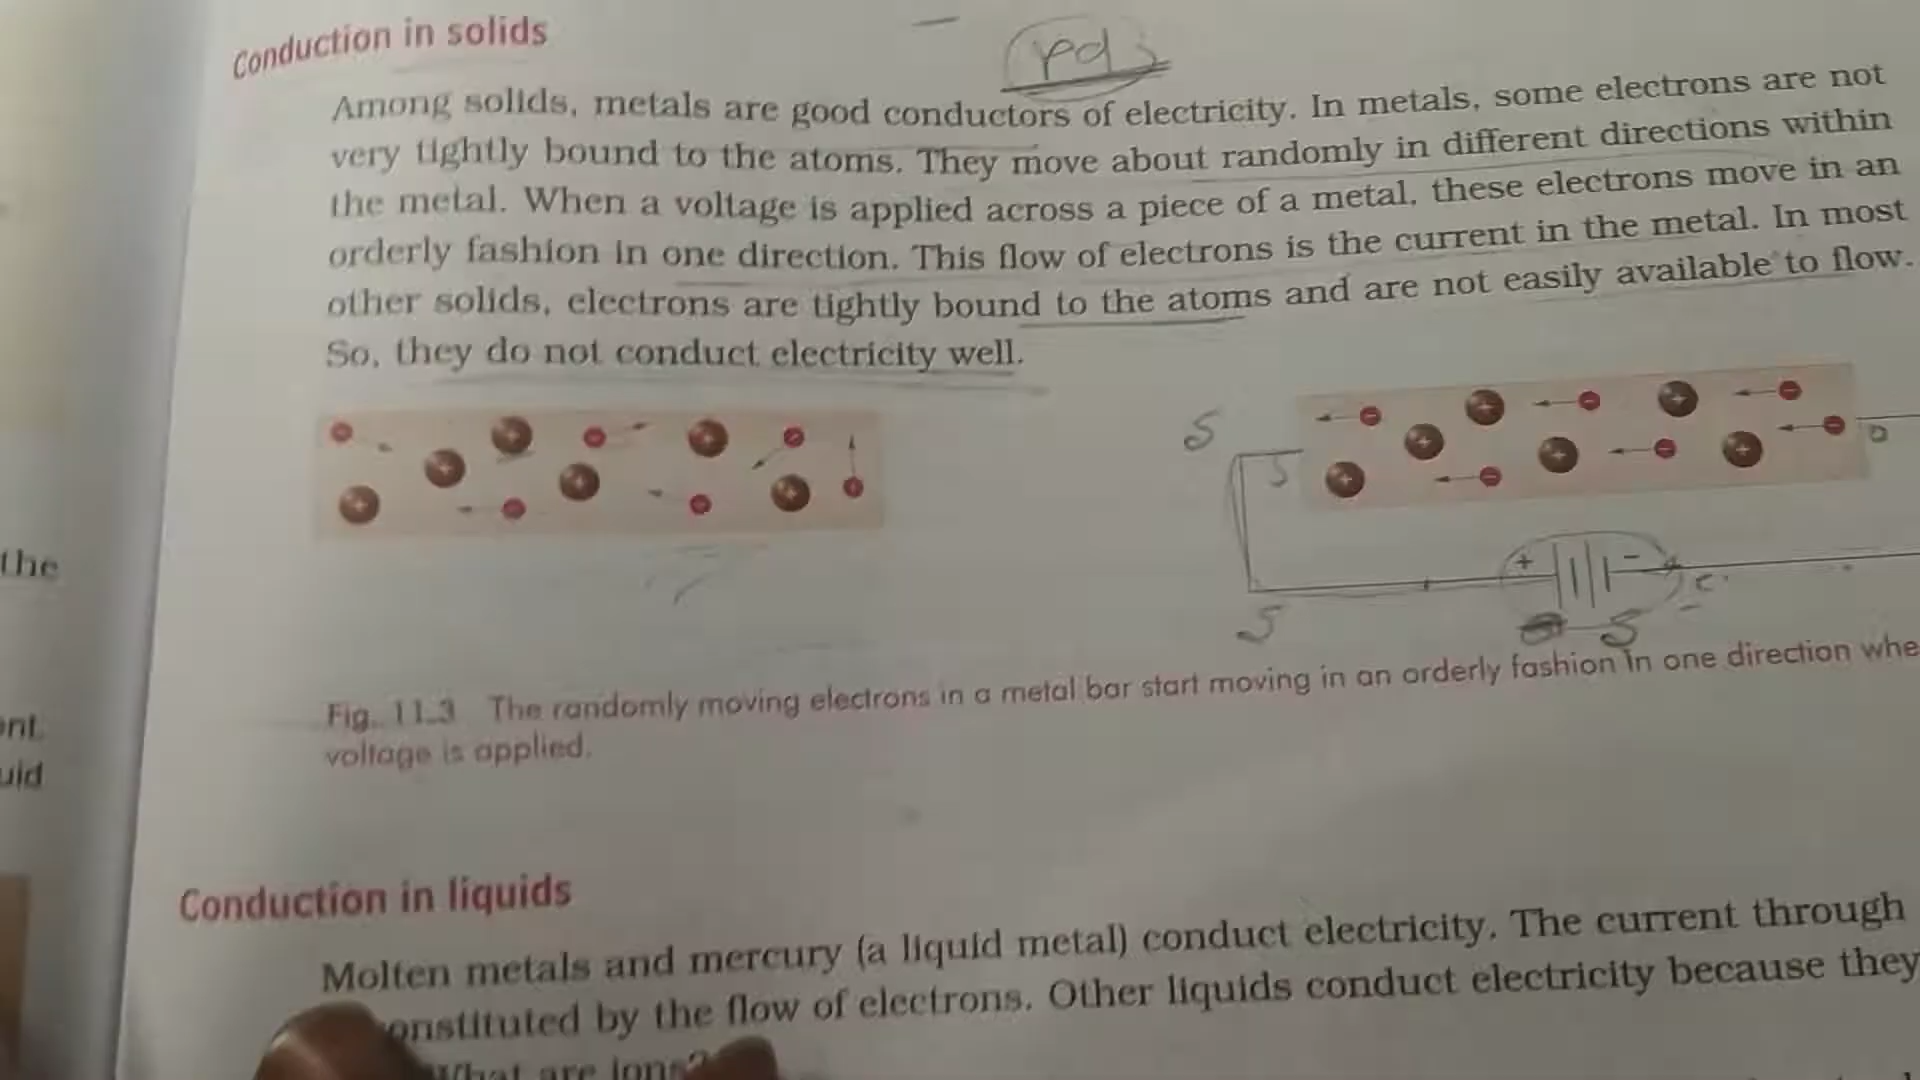 Conduction in solids
pd
Among solids, metals are good conductors of electricity. In metals, some electrons are not
very tightly bound to the atoms. They move about randomly in different directions within
the metal. When a voltage is applied across a piece of a metal, these electrons move in an
orderly fashion in one direction. This flow of electrons is the current in the metal. In most
other solids, electrons are tightly bound to the atoms and are not easily available to flow.
So, they do not conduct electricity well.
+ −
the
Fig. 11.3 The randomly moving electrons in a metal bar start moving in an orderly fashion in one direction whe
voltage is applied.
ent
uid
Conduction in liquids
Molten metals and mercury (a liquid metal) conduct electricity. The current through
onstituted by the flow of electrons. Other liquids conduct electricity because they
What are ions?